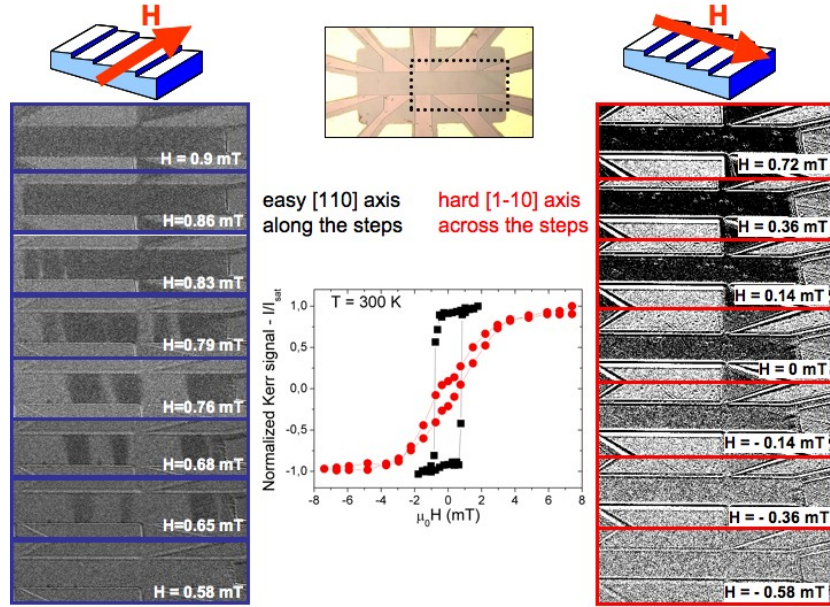 H
H
H = 0.9 mT
H=0.86 mT
H=0.83 mT
H=0.79 mT
H=0.76 mT
H=0.68 mT
H=0.65 mT
H = 0.58 mT
easy [110] axis
along the steps
hard [1-10] axis
across the steps
T = 300 K
Normalized Kerr signal - I/I_sat
1,0
0,5
0,0
-0,5
-1,0
-8 -6 -4 -2 0 2 4 6 8
μ₀H (mT)
H = 0.72 mT
H = 0.36 mT
H = 0.14 mT
H = 0 mT
H = - 0.14 mT
H = - 0.36 mT
H = - 0.58 mT